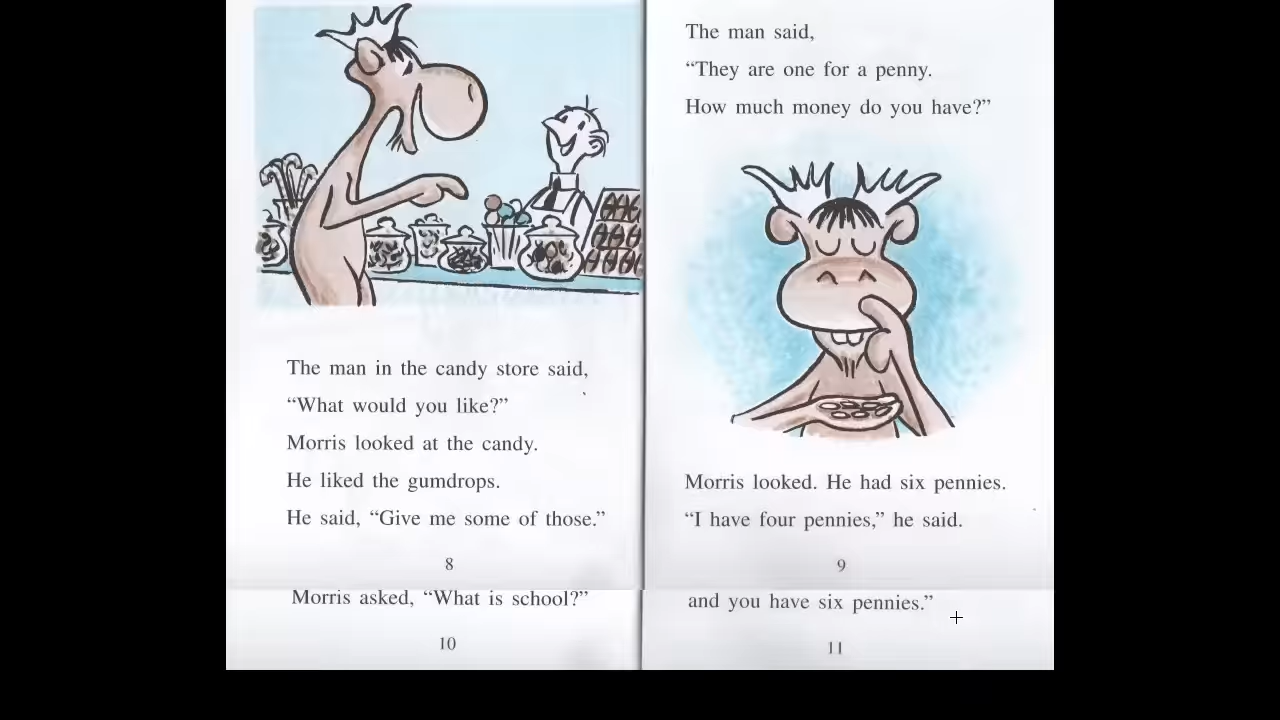 The man in the candy store said,
“What would you like?”
Morris looked at the candy.
He liked the gumdrops.
He said, “Give me some of those.”
8
The man said,
“They are one for a penny.
How much money do you have?”
Morris looked. He had six pennies.
“I have four pennies,” he said.
9
Morris asked, “What is school?”
10
and you have six pennies.”
11